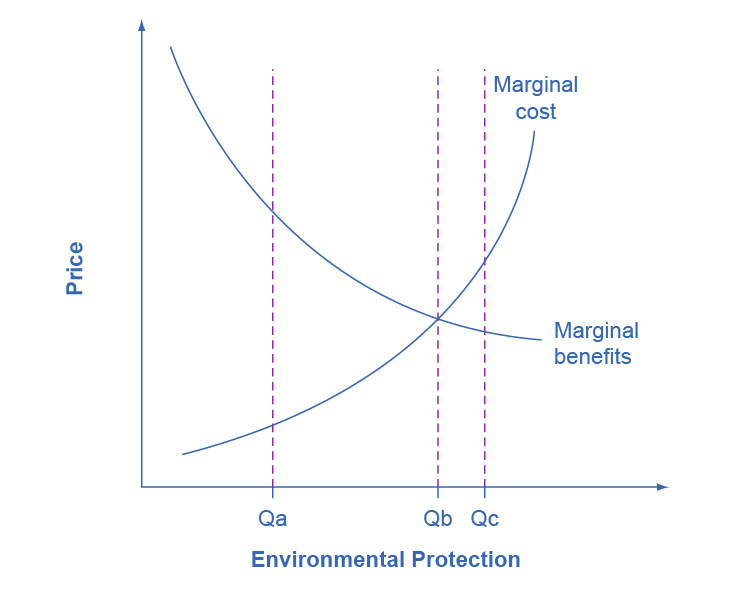 Marginal
cost
Price
Marginal
benefits
Qa
Qb
Qc
Environmental Protection